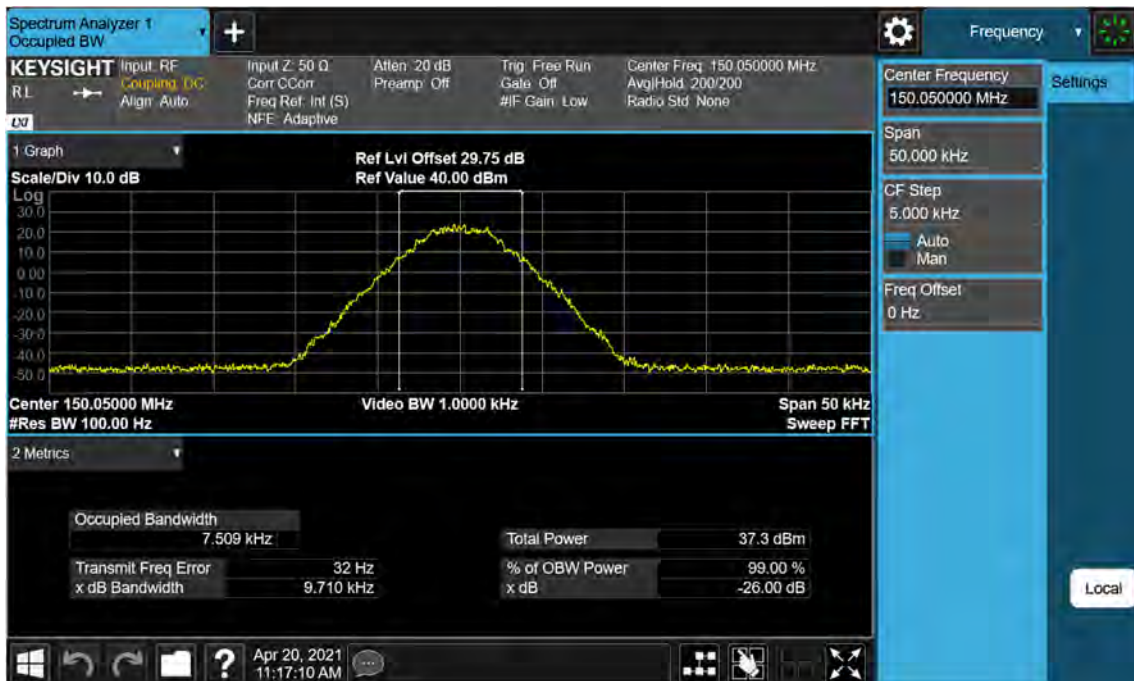 Spectrum Analyzer 1
Occupied BW
+
Frequency
KEYSIGHT
RL
LXI
Input: RF
Coupling: DC
Align: Auto
Input Z: 50 Ω
Corr CCorr
Freq Ref: Int (S)
NFE: Adaptive
Atten: 20 dB
Preamp: Off
Trig: Free Run
Gate: Off
#IF Gain: Low
Center Freq: 150.050000 MHz
Avg|Hold: 200/200
Radio Std: None
Center Frequency
150.050000 MHz
Settings
Span
50.000 kHz
CF Step
5.000 kHz
Auto
Man
Freq Offset
0 Hz
1 Graph
Scale/Div 10.0 dB
Ref Lvl Offset 29.75 dB
Ref Value 40.00 dBm
Log
30.0
20.0
10.0
0.00
-10.0
-20.0
-30.0
-40.0
-50.0
Center 150.05000 MHz
#Res BW 100.00 Hz
Video BW 1.0000 kHz
Span 50 kHz
Sweep FFT
2 Metrics
Occupied Bandwidth
7.509 kHz
Total Power 37.3 dBm
Transmit Freq Error 32 Hz
% of OBW Power 99.00 %
x dB Bandwidth 9.710 kHz
x dB -26.00 dB
Local
?
Apr 20, 2021
11:17:10 AM